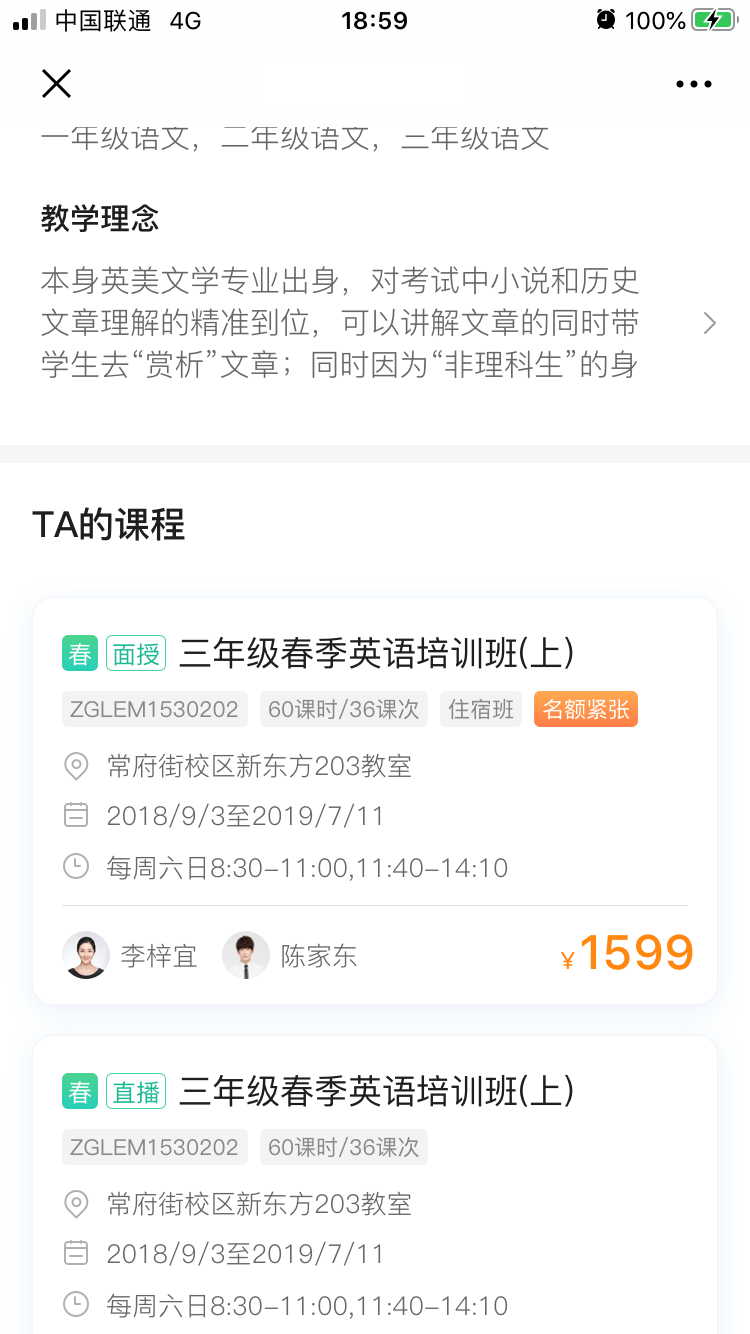 中国联通 4G 18:59 100%
一年级语文，二年级语文，三年级语文
教学理念
本身英美文学专业出身，对考试中小说和历史
文章理解的精准到位，可以讲解文章的同时带
学生去“赏析”文章；同时因为“非理科生”的身
TA的课程
春 面授 三年级春季英语培训班(上)
ZGLEM1530202 60课时/36课次 住宿班 名额紧张
常府街校区新东方203教室
2018/9/3至2019/7/11
每周六日8:30-11:00,11:40-14:10
李梓宜 陈家东 ¥1599
春 直播 三年级春季英语培训班(上)
ZGLEM1530202 60课时/36课次
常府街校区新东方203教室
2018/9/3至2019/7/11
每周六日8:30-11:00,11:40-14:10